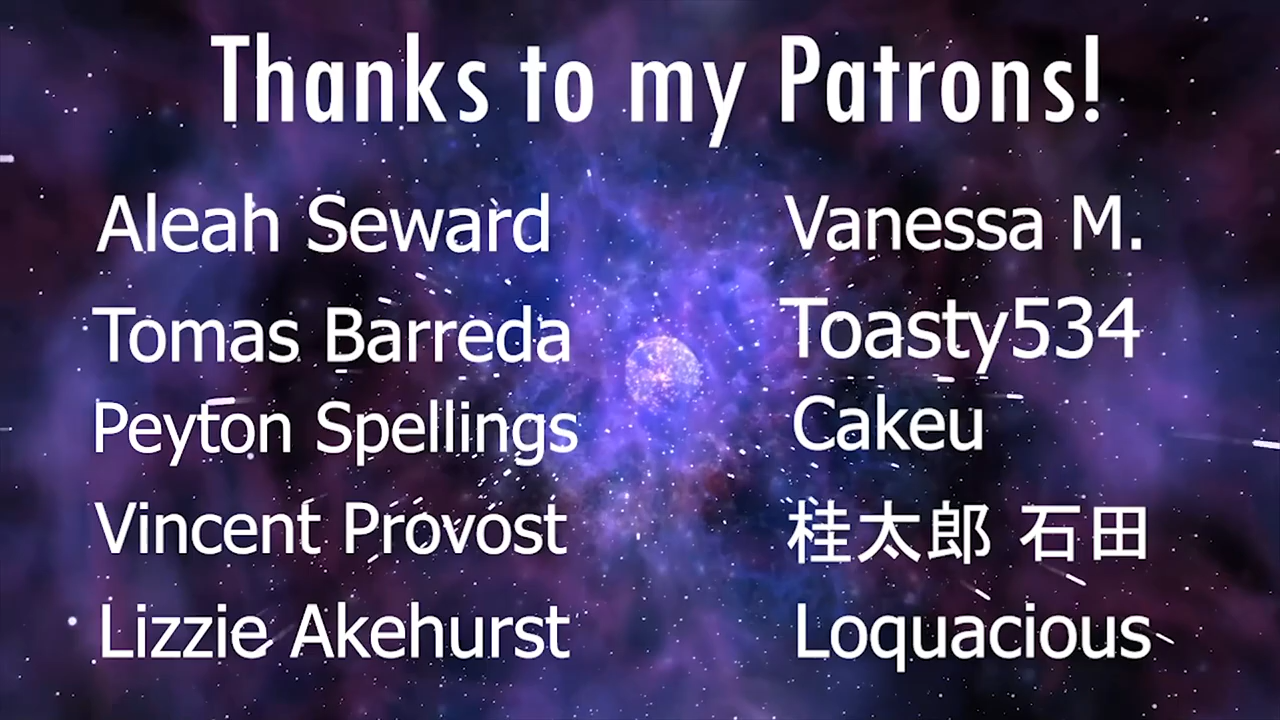 Thanks to my Patrons!
Aleah Seward
Tomas Barreda
Peyton Spellings
Vincent Provost
Lizzie Akehurst
Vanessa M.
Toasty534
Cakeu
桂太郎 石田
Loquacious